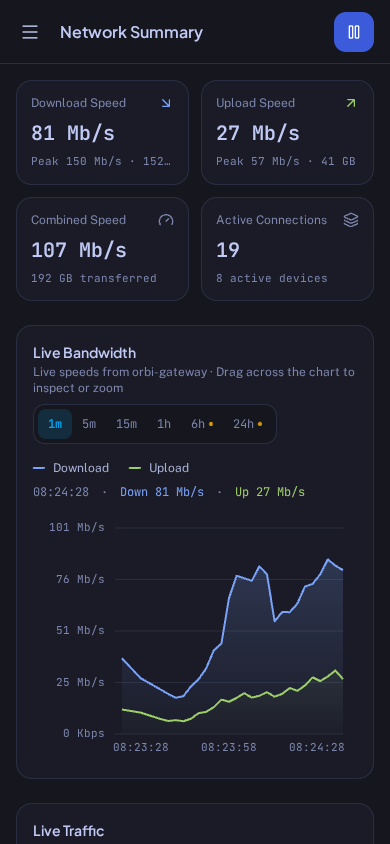 Network Summary
Download Speed
81 Mb/s
Peak 150 Mb/s · 152…
Upload Speed
27 Mb/s
Peak 57 Mb/s · 41 GB
Combined Speed
107 Mb/s
192 GB transferred
Active Connections
19
8 active devices
Live Bandwidth
Live speeds from orbi-gateway · Drag across the chart to
inspect or zoom
1m 5m 15m 1h 6h 24h
Download Upload
08:24:28 · Down 81 Mb/s · Up 27 Mb/s
101 Mb/s
76 Mb/s
51 Mb/s
25 Mb/s
0 Kbps
08:23:28 08:23:58 08:24:28
Live Traffic